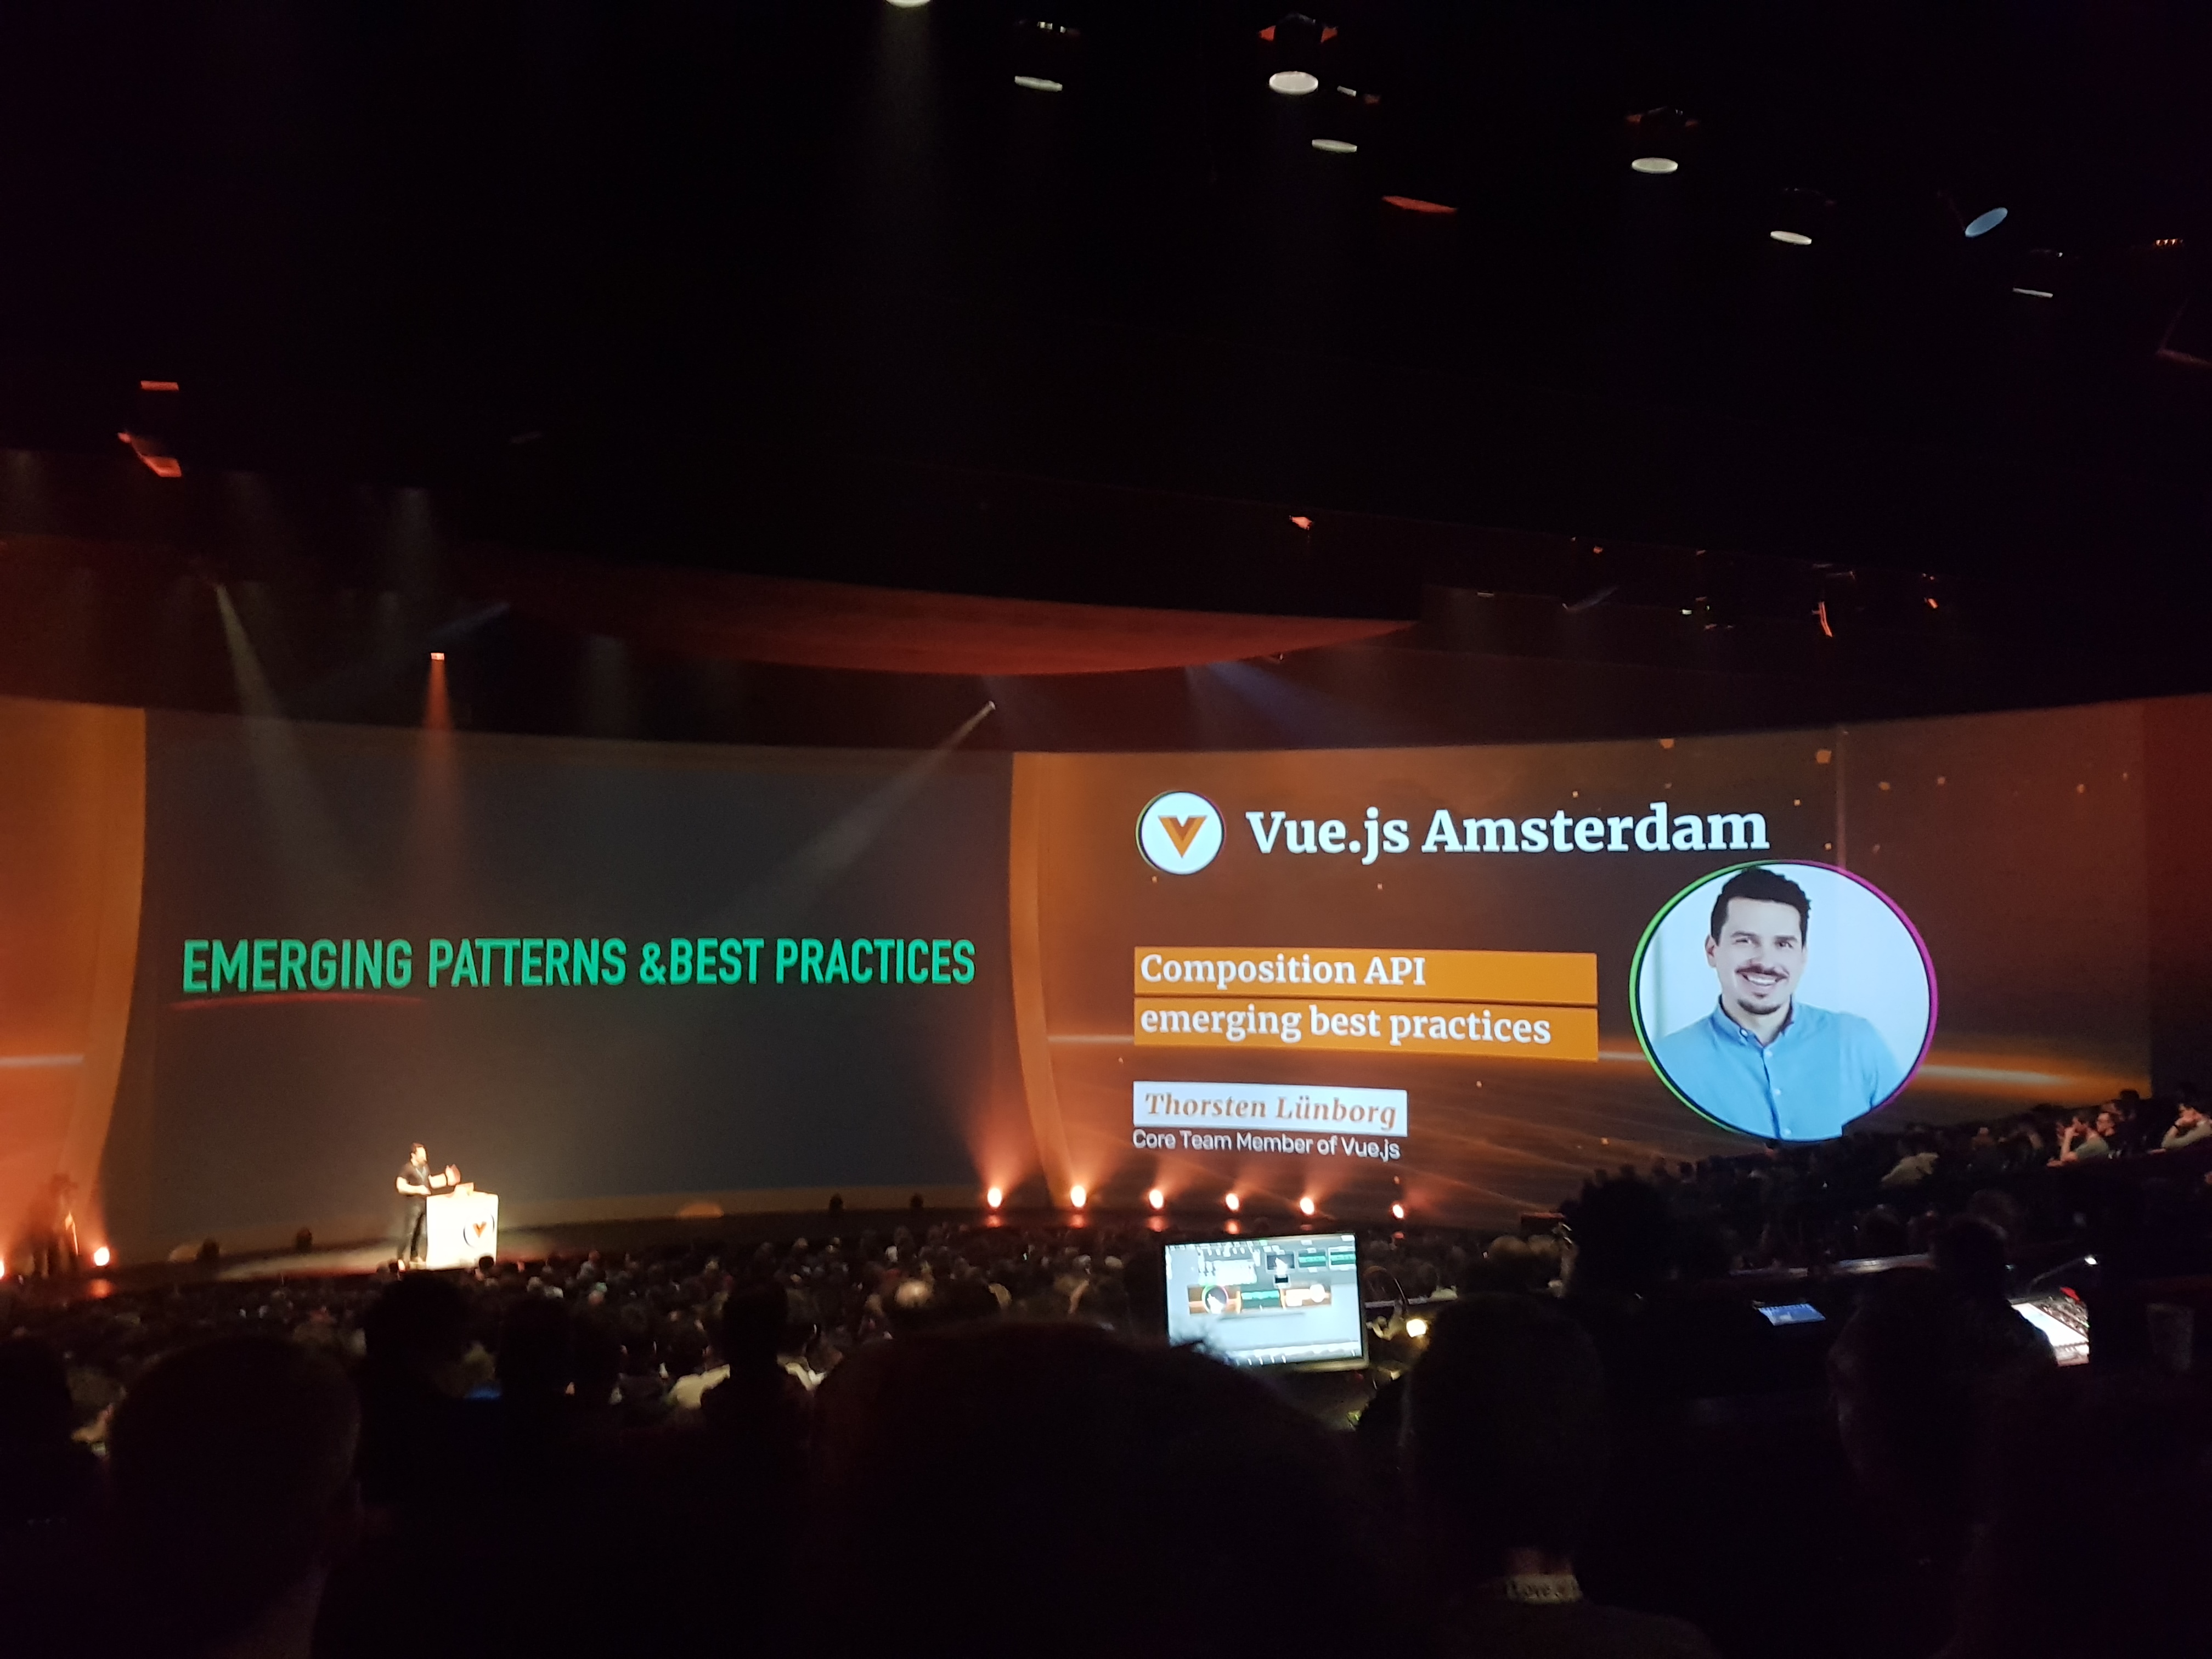 EMERGING PATTERNS &BEST PRACTICES
Vue.js Amsterdam
Composition API
emerging best practices
Thorsten Lünborg
Core Team Member of Vue.js
Love